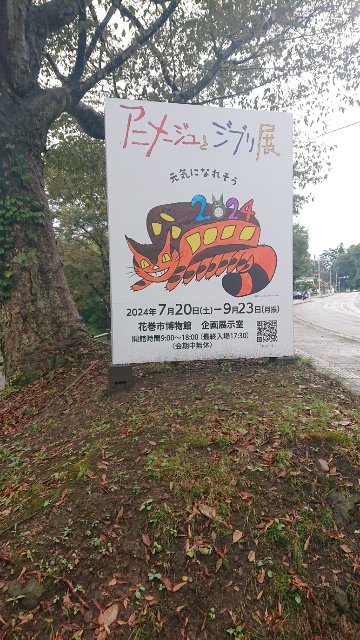 アニメージュとジブリ展
元気になれそう
2024
2024年7月20日(土)－9月23日(月振)
花巻市博物館　企画展示室
開館時間9:00〜18:00(最終入場17:30)
〈会期中無休〉